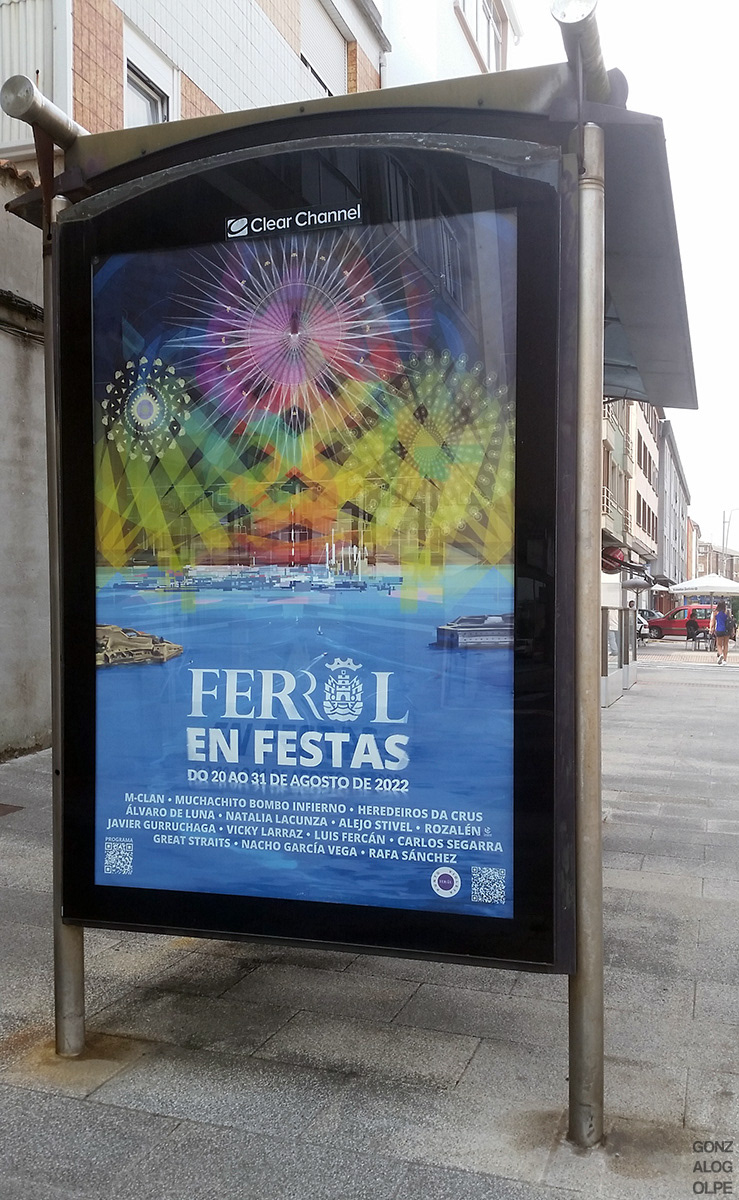 Clear Channel
FERROL
EN FESTAS
DO 20 AO 31 DE AGOSTO DE 2022
M-CLAN • MUCHACHITO BOMBO INFIERNO • HEREDEIROS DA CRUS
ÁLVARO DE LUNA • NATALIA LACUNZA • ALEJO STIVEL • ROZALÉN
JAVIER GURRUCHAGA • VICKY LARRAZ • LUIS FERCÁN • CARLOS SEGARRA
GREAT STRAITS • NACHO GARCÍA VEGA • RAFA SÁNCHEZ
PROGRAMA
GONZ
ALOG
OLPE